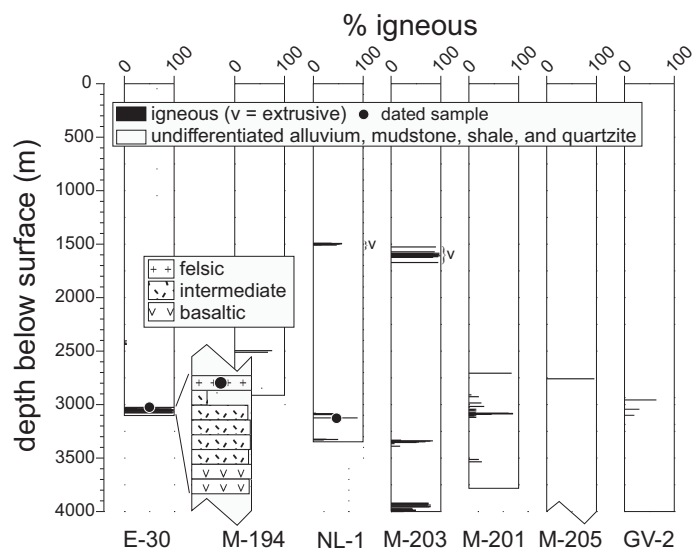 % igneous
0 100 0 100 0 100 0 100 0 100 0 100 0 100
0
igneous (v = extrusive) dated sample
500
undifferentiated alluvium, mudstone, shale, and quartzite
1000
1500
v
v
felsic
2000
intermediate
basaltic
2500
3000
3500
4000
depth below surface (m)
E-30 M-194 NL-1 M-203 M-201 M-205 GV-2